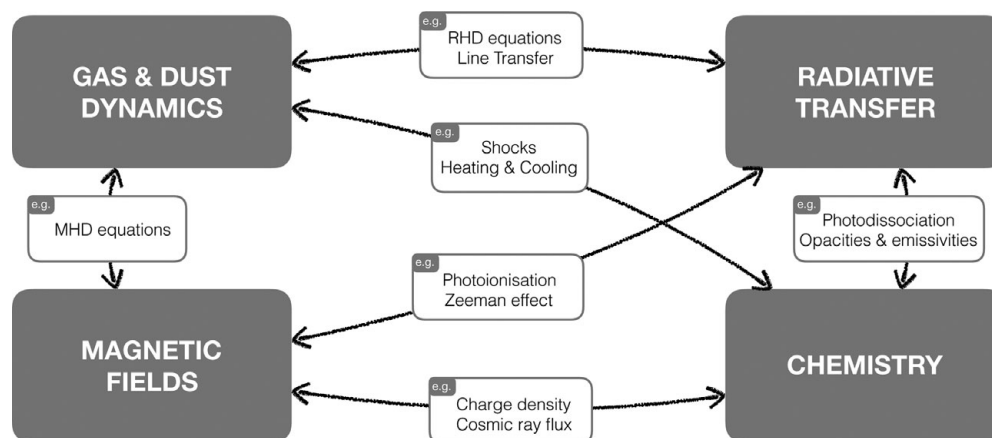 e.g.
RHD equations
Line Transfer
GAS & DUST
DYNAMICS
RADIATIVE
TRANSFER
e.g.
Shocks
Heating & Cooling
e.g.
MHD equations
e.g.
Photodissociation
Opacities & emissivities
e.g.
Photoionisation
Zeeman effect
MAGNETIC
FIELDS
CHEMISTRY
e.g.
Charge density
Cosmic ray flux